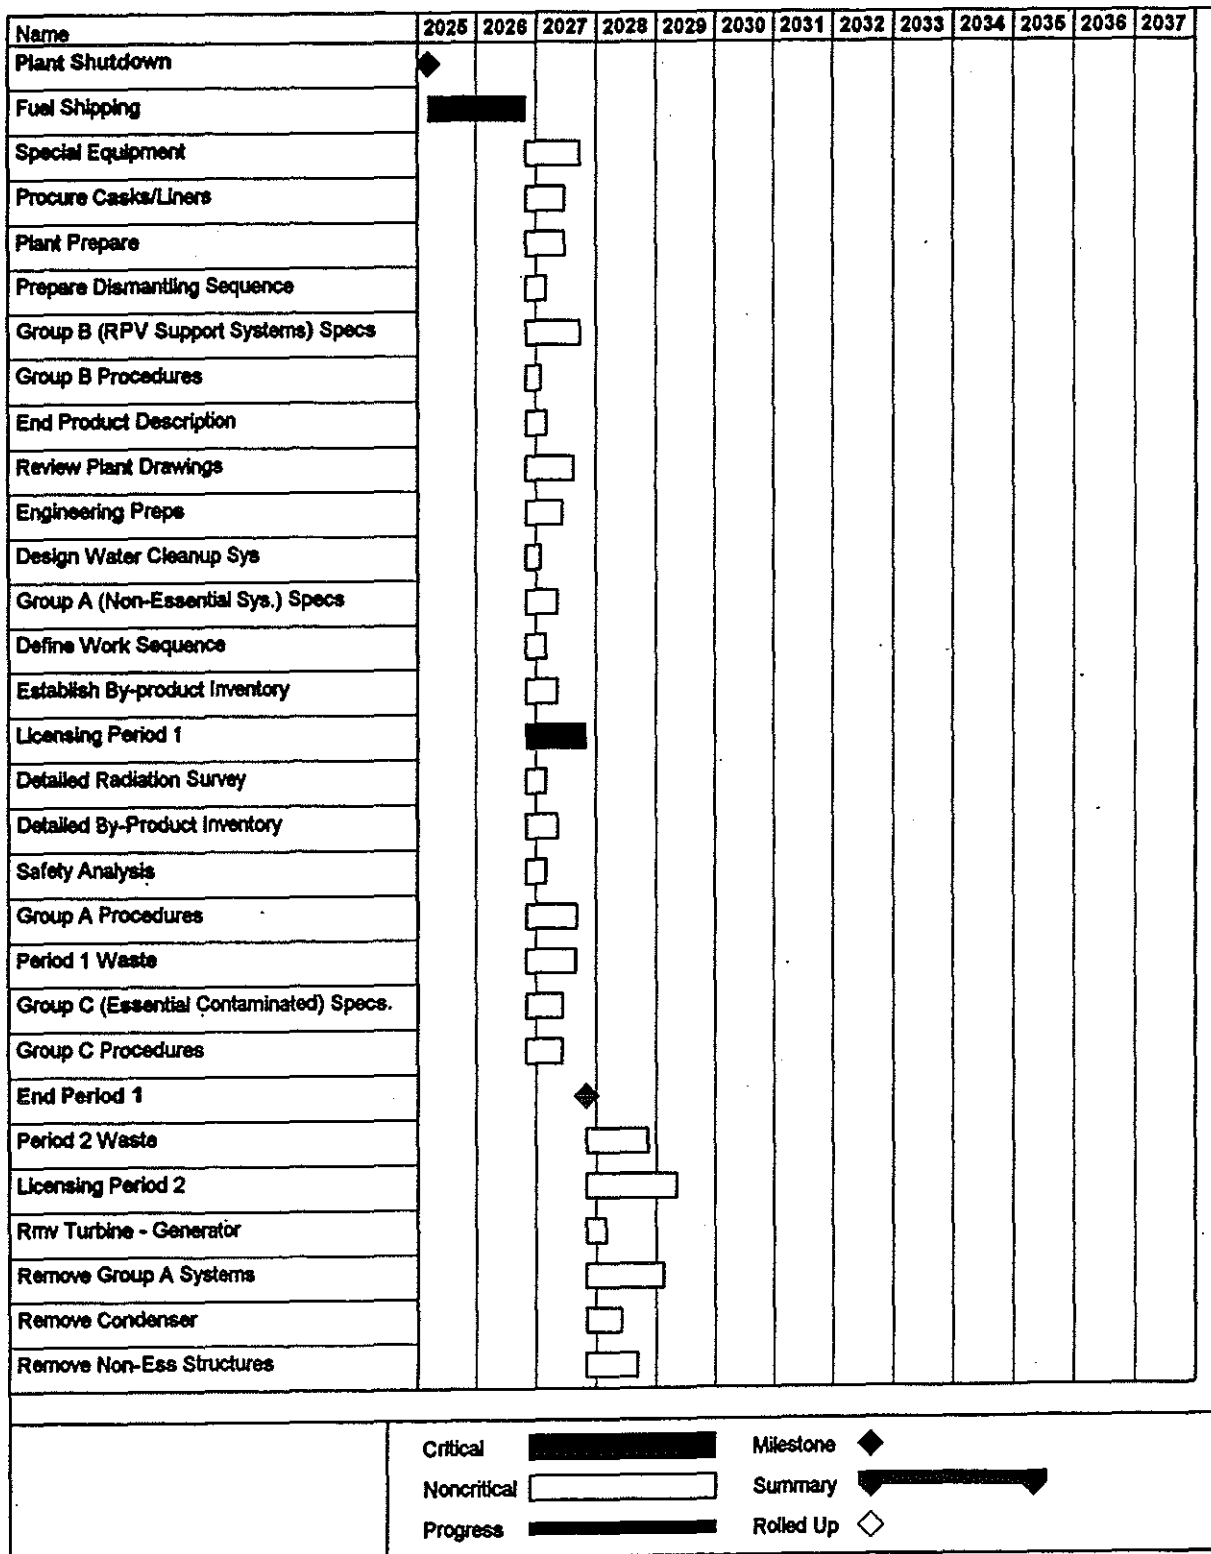 Name 2025 2026 2027 2028 2029 2030 2031 2032 2033 2034 2035 2036 2037
Plant Shutdown
Fuel Shipping
Special Equipment
Procure Casks/Liners
Plant Prepare
Prepare Dismantling Sequence
Group B (RPV Support Systems) Specs
Group B Procedures
End Product Description
Review Plant Drawings
Engineering Preps
Design Water Cleanup Sys
Group A (Non-Essential Sys.) Specs
Define Work Sequence
Establish By-product Inventory
Licensing Period 1
Detailed Radiation Survey
Detailed By-Product Inventory
Safety Analysis
Group A Procedures
Period 1 Waste
Group C (Essential Contaminated) Specs.
Group C Procedures
End Period 1
Period 2 Waste
Licensing Period 2
Rmv Turbine - Generator
Remove Group A Systems
Remove Condenser
Remove Non-Ess Structures
Critical Milestone
Noncritical Summary
Progress Rolled Up